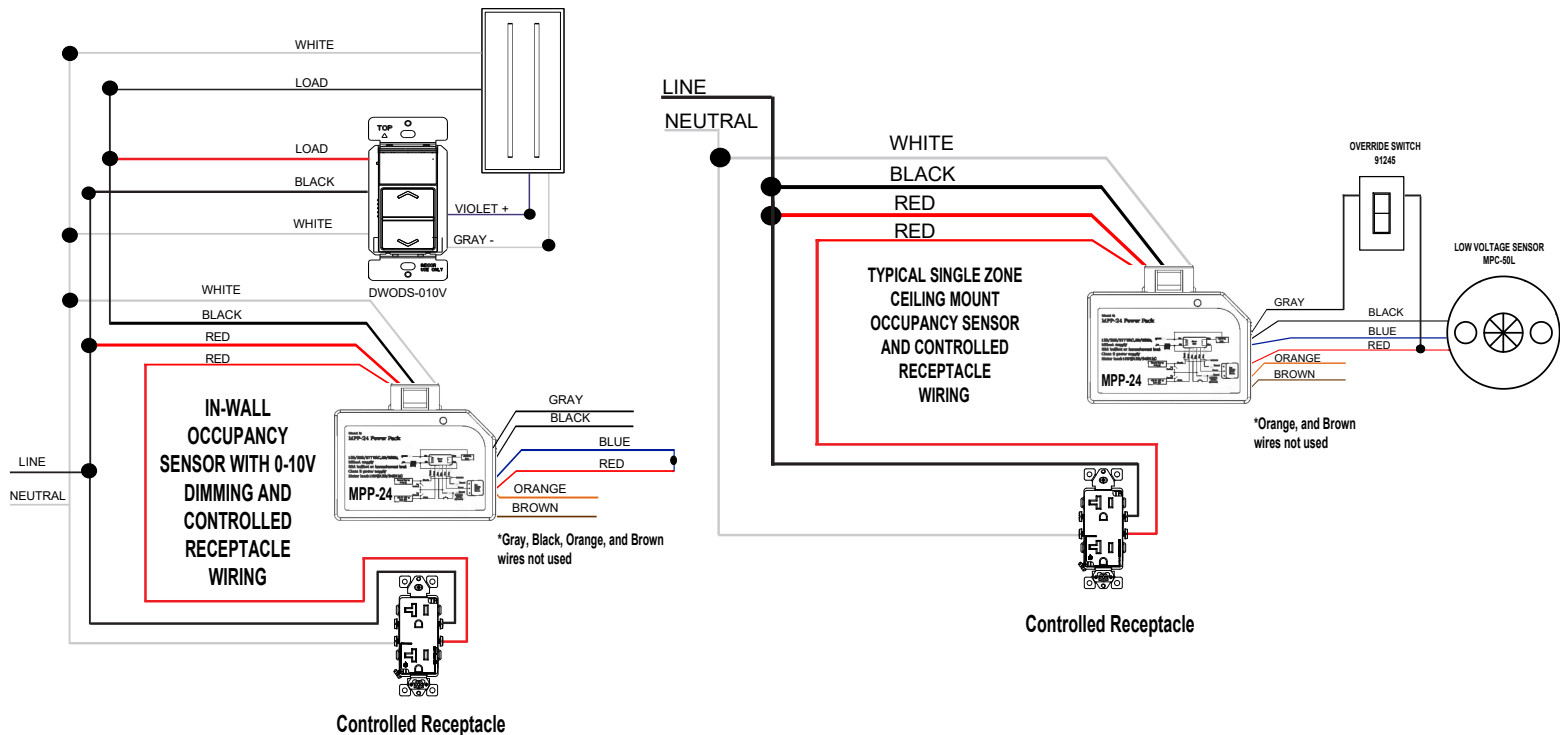 WHITE
LOAD
TOP
LOAD
BLACK
VIOLET +
WHITE
GRAY -
INDOOR
USE ONLY
DWODS-010V
WHITE
BLACK
RED
RED
IN-WALL
OCCUPANCY
SENSOR WITH 0-10V
DIMMING AND
CONTROLLED
RECEPTACLE
WIRING
LINE
NEUTRAL
MPP-24 Power Pack
MPP-24
GRAY
BLACK
BLUE
RED
ORANGE
BROWN
*Gray, Black, Orange, and Brown
wires not used
Controlled Receptacle
LINE
NEUTRAL
WHITE
BLACK
RED
RED
TYPICAL SINGLE ZONE
CEILING MOUNT
OCCUPANCY SENSOR
AND CONTROLLED
RECEPTACLE
WIRING
MPP-24 Power Pack
MPP-24
OVERRIDE SWITCH
91245
LOW VOLTAGE SENSOR
MPC-50L
GRAY
BLACK
BLUE
RED
ORANGE
BROWN
*Orange, and Brown
wires not used
Controlled Receptacle